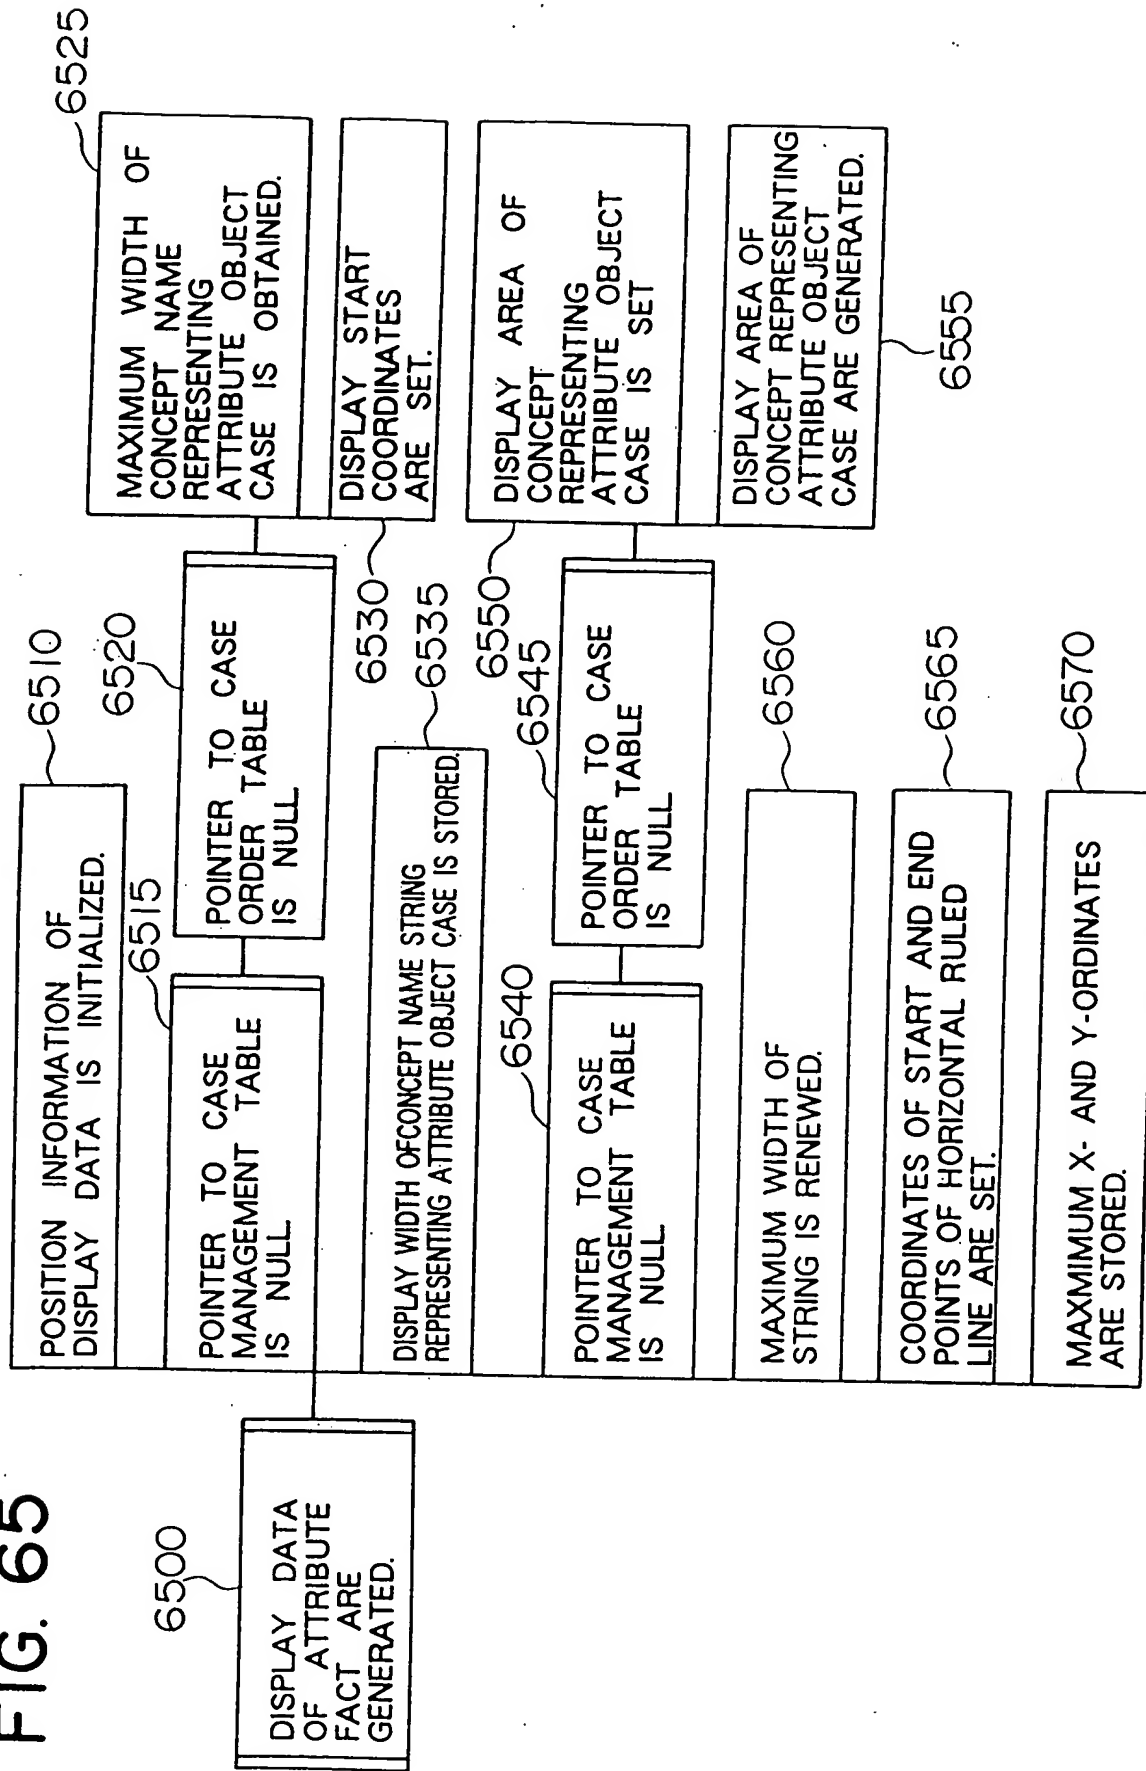 FIG. 65
6500
DISPLAY DATA
OF ATTRIBUTE
FACT ARE
GENERATED.
6510
POSITION INFORMATION OF
DISPLAY DATA IS INITIALIZED.
6515
POINTER TO CASE
MANAGEMENT TABLE
IS NULL.
6520
POINTER TO CASE
ORDER TABLE
IS NULL
6525
MAXIMUM WIDTH OF
CONCEPT NAME
REPRESENTING
ATTRIBUTE OBJECT
CASE IS OBTAINED.
DISPLAY START
COORDINATES
ARE SET.
6530
6535
DISPLAY WIDTH OFCONCEPT NAME STRING
REPRESENTING ATTRIBUTE OBJECT CASE IS STORED.
6540
POINTER TO CASE
MANAGEMENT TABLE
IS NULL
6545
POINTER TO CASE
ORDER TABLE
IS NULL
6550
DISPLAY AREA OF
CONCEPT
REPRESENTING
ATTRIBUTE OBJECT
CASE IS SET
DISPLAY AREA OF
CONCEPT REPRESENTING
ATTRIBUTE OBJECT
CASE ARE GENERATED.
6555
6560
MAXIMUM WIDTH OF
STRING IS RENEWED.
6565
COORDINATES OF START AND END
POINTS OF HORIZONTAL RULED
LINE ARE SET.
6570
MAXMIMUM X- AND Y-ORDINATES
ARE STORED.